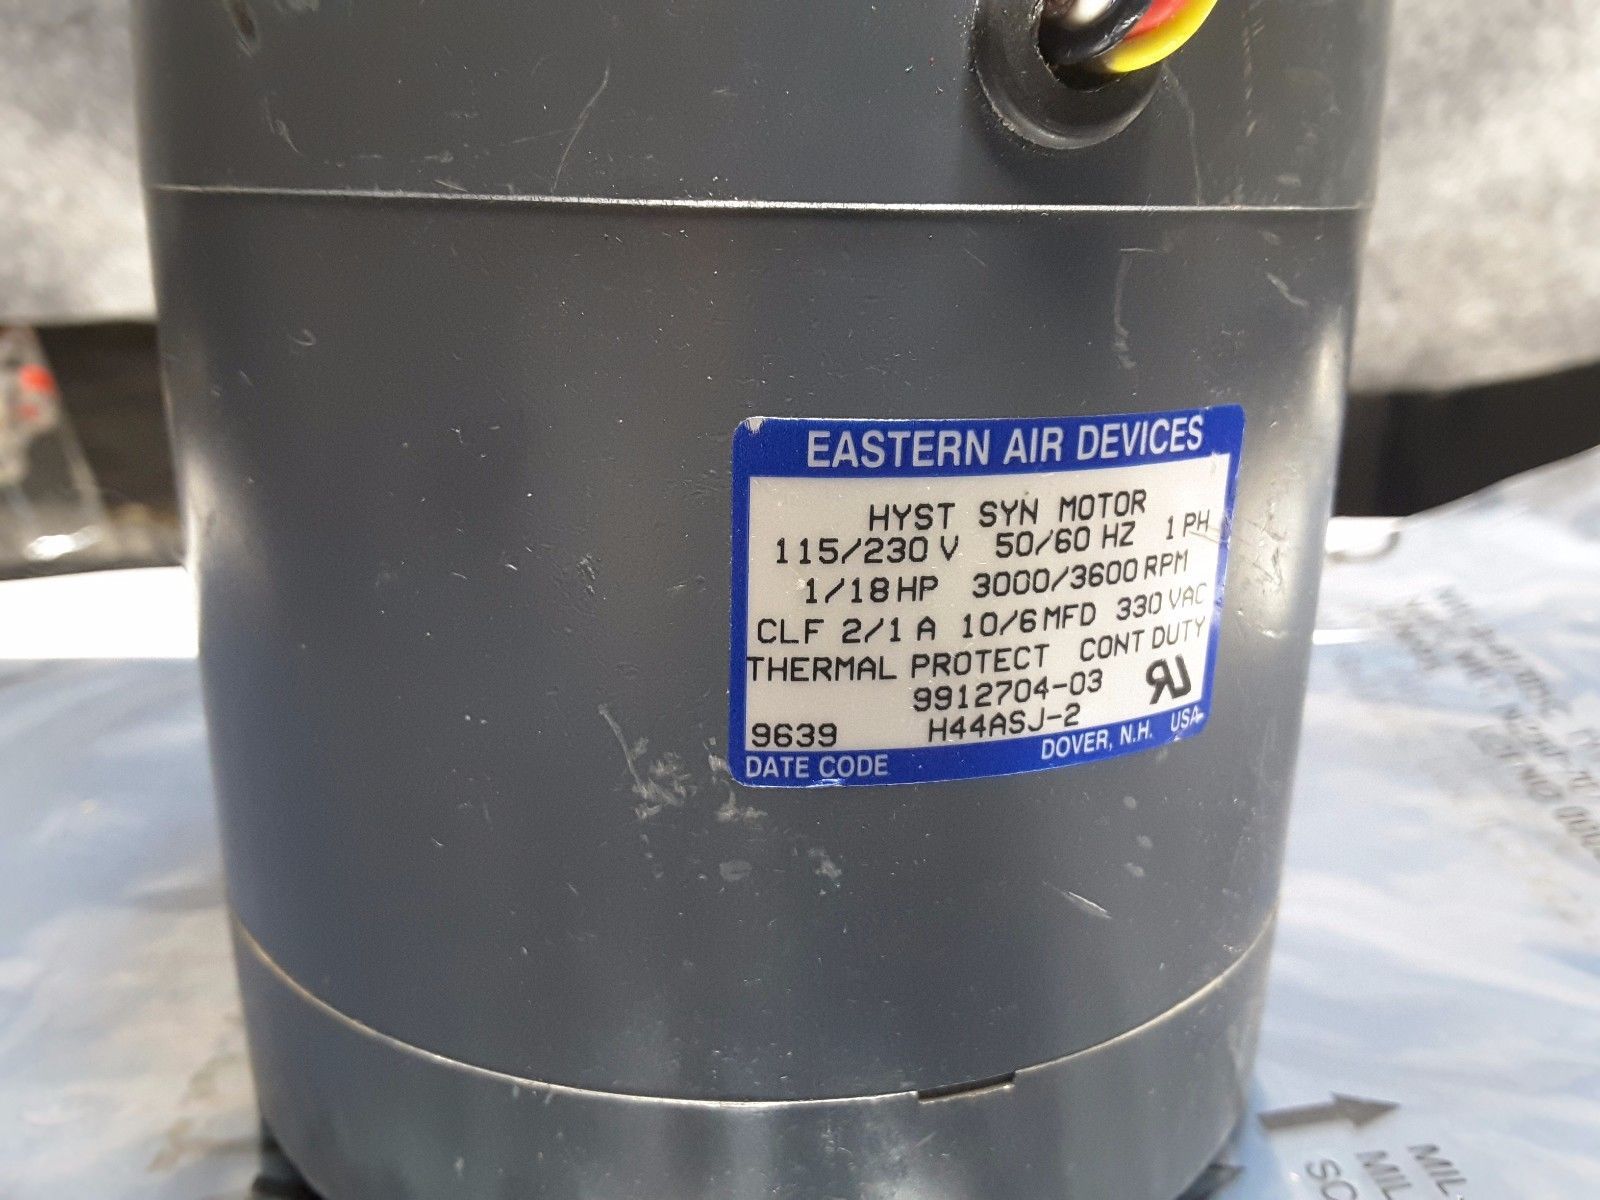 EASTERN AIR DEVICES
HYST SYN MOTOR
115/230 V 50/60 HZ 1 PH
1/18 HP 3000/3600 RPM
CLF 2/1 A 10/6 MFD 330 VAC
THERMAL PROTECT CONT DUTY
9912704-03
9639 H44ASJ-2
DATE CODE DOVER, N.H. USA
MIL
MIL